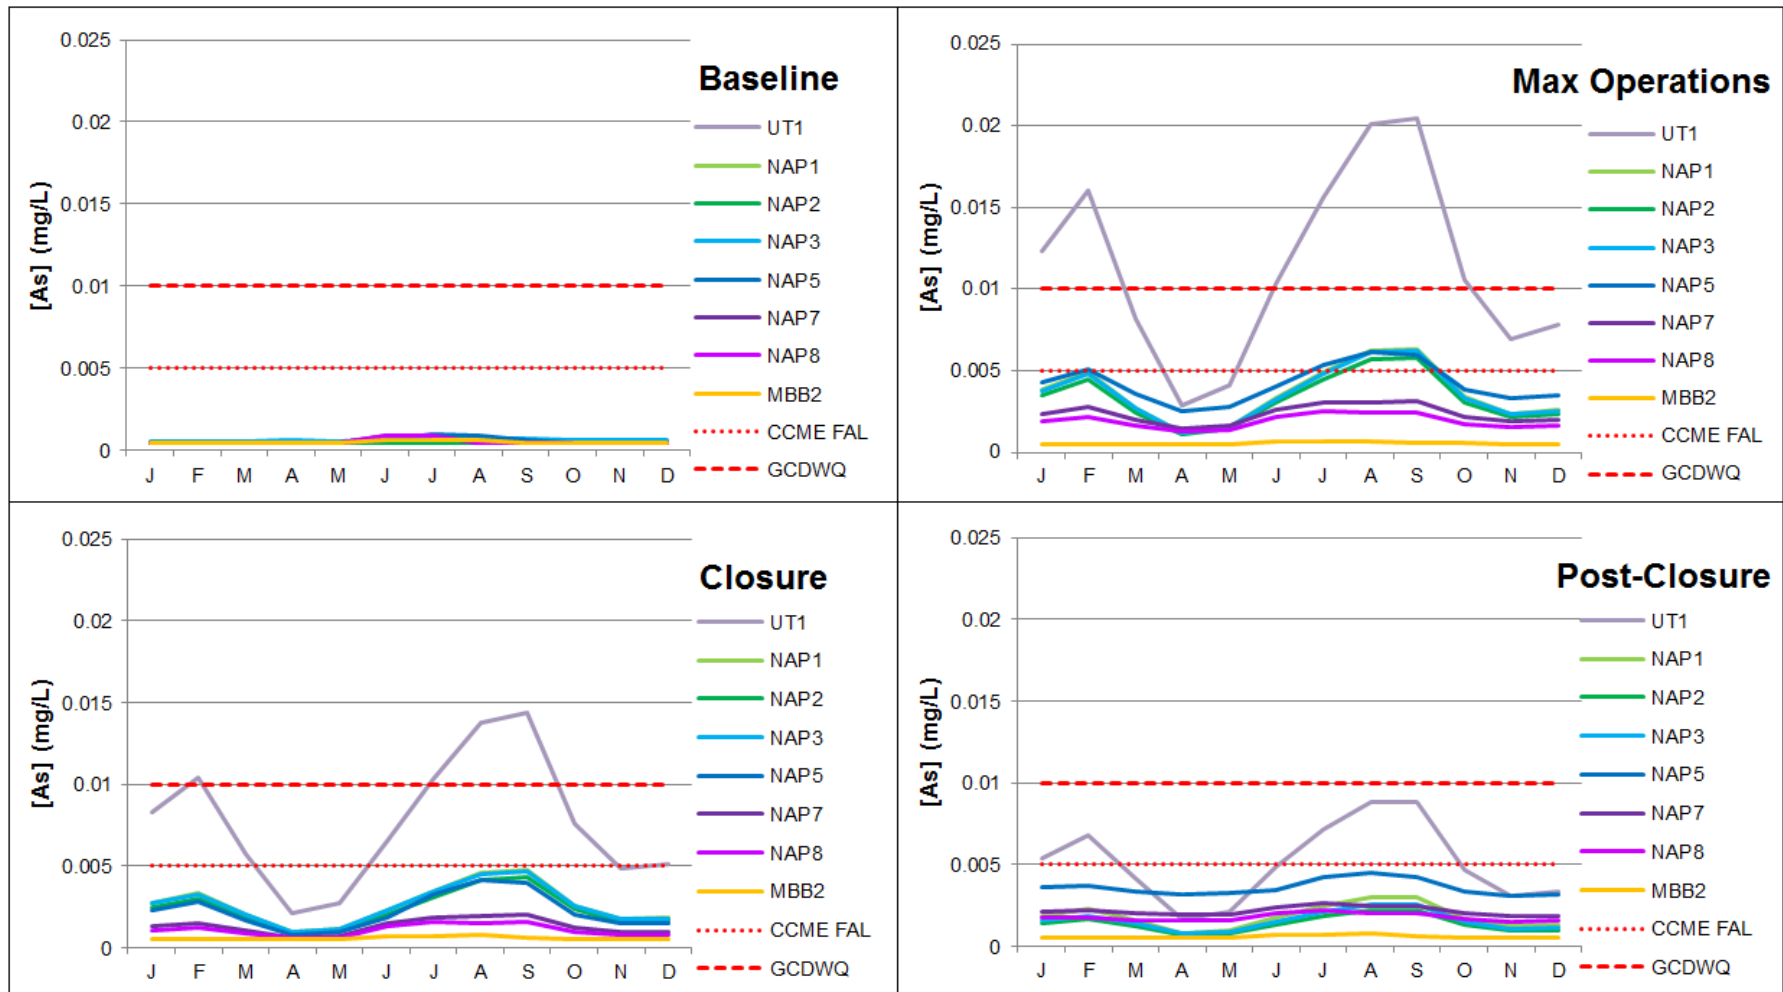 Baseline
[As] (mg/L)
0.025
0.02
0.015
0.01
0.005
0
J F M A M J J A S O N D
UT1
NAP1
NAP2
NAP3
NAP5
NAP7
NAP8
MBB2
CCME FAL
GCDWQ
Max Operations
[As] (mg/L)
0.025
0.02
0.015
0.01
0.005
0
J F M A M J J A S O N D
UT1
NAP1
NAP2
NAP3
NAP5
NAP7
NAP8
MBB2
CCME FAL
GCDWQ
Closure
[As] (mg/L)
0.025
0.02
0.015
0.01
0.005
0
J F M A M J J A S O N D
UT1
NAP1
NAP2
NAP3
NAP5
NAP7
NAP8
MBB2
CCME FAL
GCDWQ
Post-Closure
[As] (mg/L)
0.025
0.02
0.015
0.01
0.005
0
J F M A M J J A S O N D
UT1
NAP1
NAP2
NAP3
NAP5
NAP7
NAP8
MBB2
CCME FAL
GCDWQ